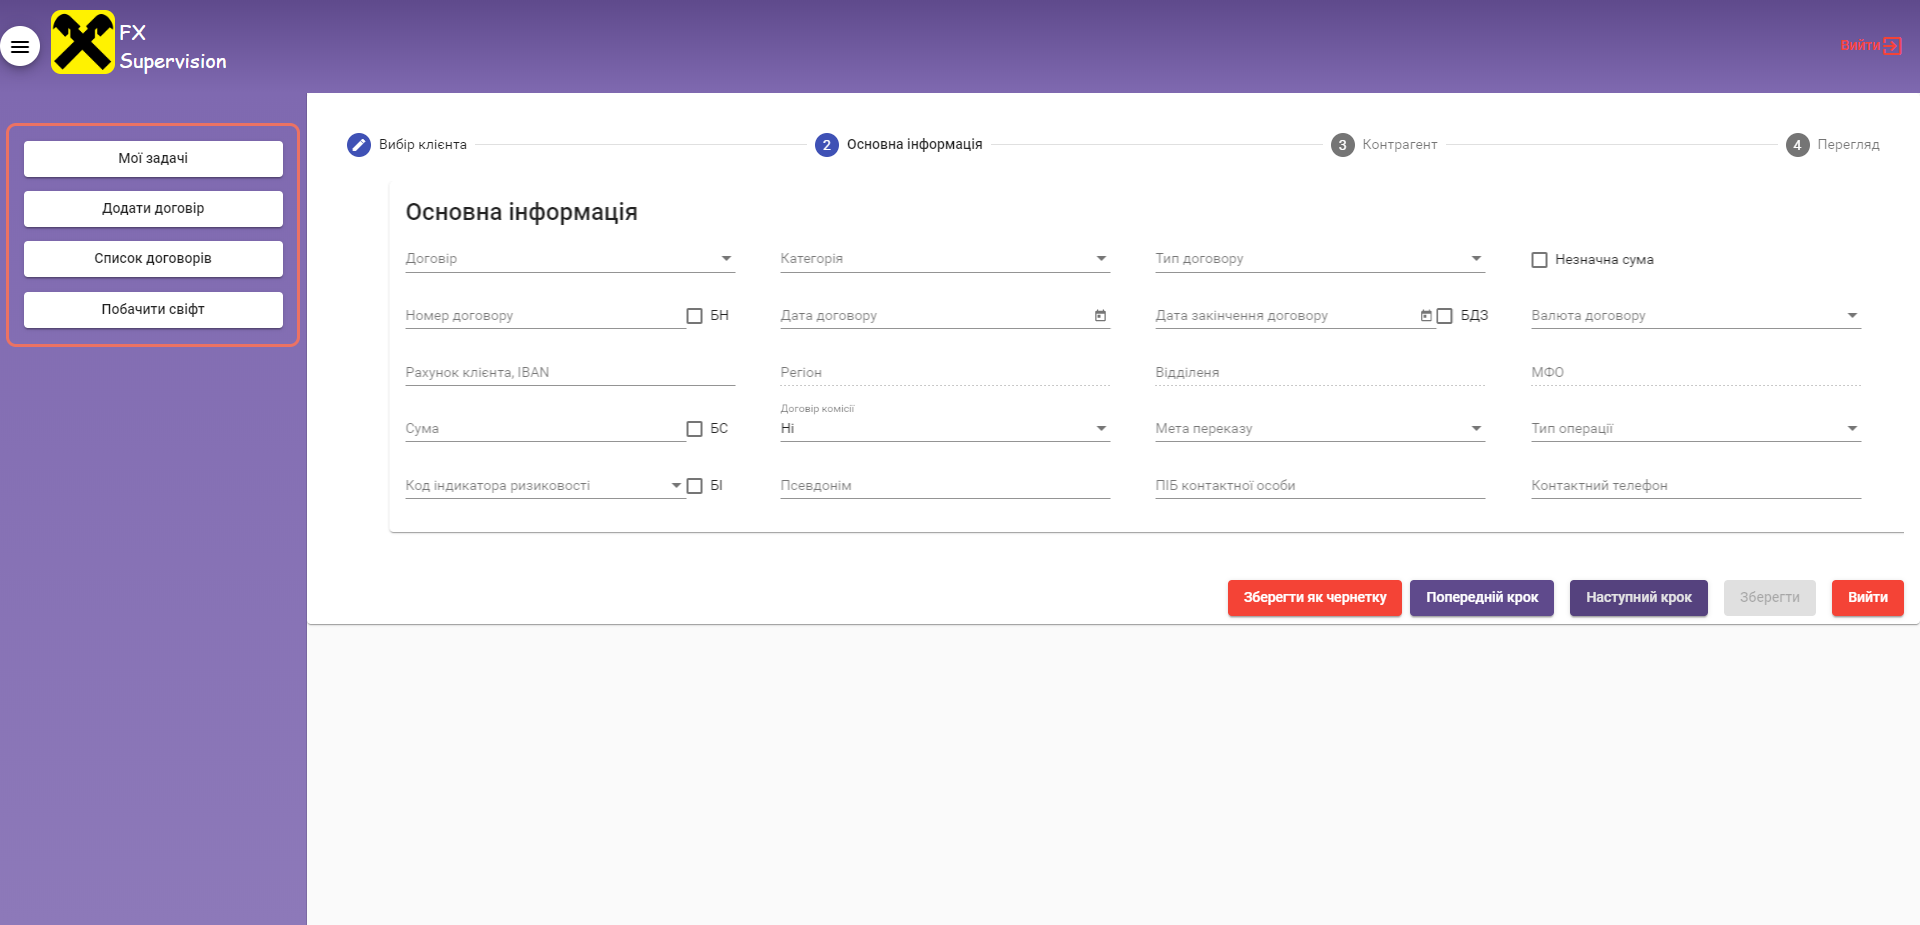 FX
Supervision
Вийти
Мої задачі
Додати договір
Список договорів
Побачити свіфт
Вибір клієнта
2 Основна інформація
3 Контрагент
4 Перегляд
Основна інформація
Договір Категорія Тип договору Незначна сума
Номер договору БН Дата договору Дата закінчення договору БДЗ Валюта договору
Рахунок клієнта, IBAN Регіон Відділеня МФО
Договір комісії
Сума БС Ні Мета переказу Тип операції
Код індикатора ризиковості БІ Псевдонім ПІБ контактної особи Контактний телефон
Зберегти як чернетку Попередній крок Наступний крок Зберегти Вийти